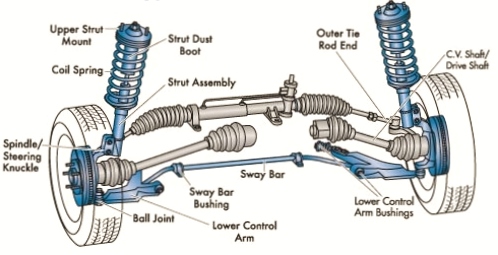 Upper Strut
Mount
Strut Dust
Boot
Coil Spring
Strut Assembly
Outer Tie
Rod End
C.V. Shaft/
Drive Shaft
Spindle/
Steering
Knuckle
Sway Bar
Sway Bar
Bushing
Ball Joint
Lower Control
Arm
Lower Control
Arm Bushings